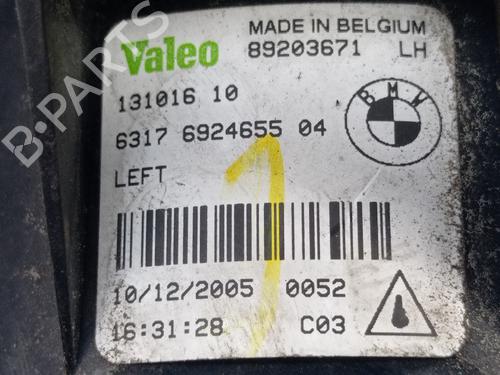 Valeo
MADE IN BELGIUM
89203671 LH
131016 10
6317 6924655 04
BMW
LEFT
10/12/2005 0052
16:31:28 C03
B-PARTS